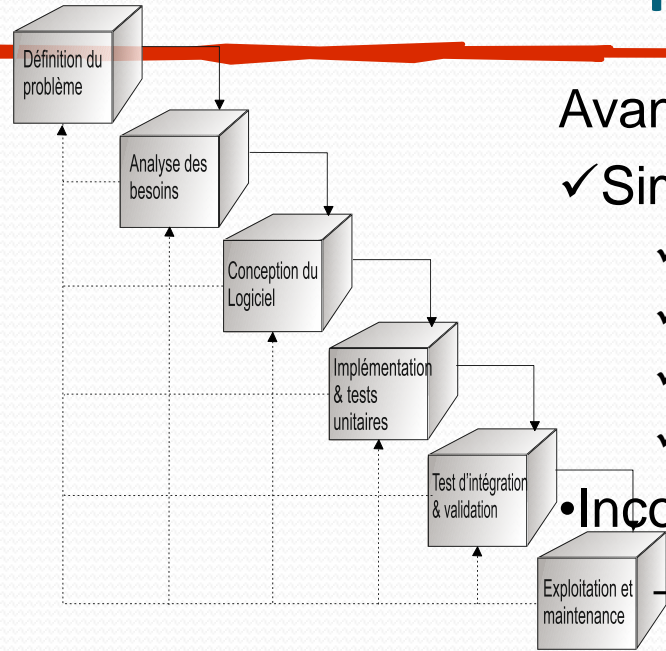 Définition du
problème
Analyse des
besoins
Conception du
Logiciel
Implémentation
& tests
unitaires
Test d'intégration
& validation
Exploitation et
maintenance
Avan
✓Sin
✓
✓
✓
✓
•Inco